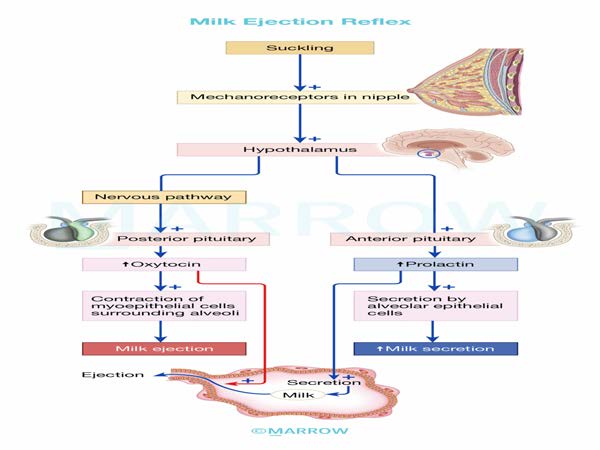 Milk Ejection Reflex
Suckling
+
Mechanoreceptors in nipple
+
Hypothalamus
Nervous pathway
MARROW
+
+
Posterior pituitary
Anterior pituitary
↑Oxytocin
↑Prolactin
+
+
Contraction of
myoepithelial cells
surrounding alveoli
Secretion by
alveolar epithelial
cells
Milk ejection
↑Milk secretion
Ejection
+
+
Secretion
Milk
©MARROW